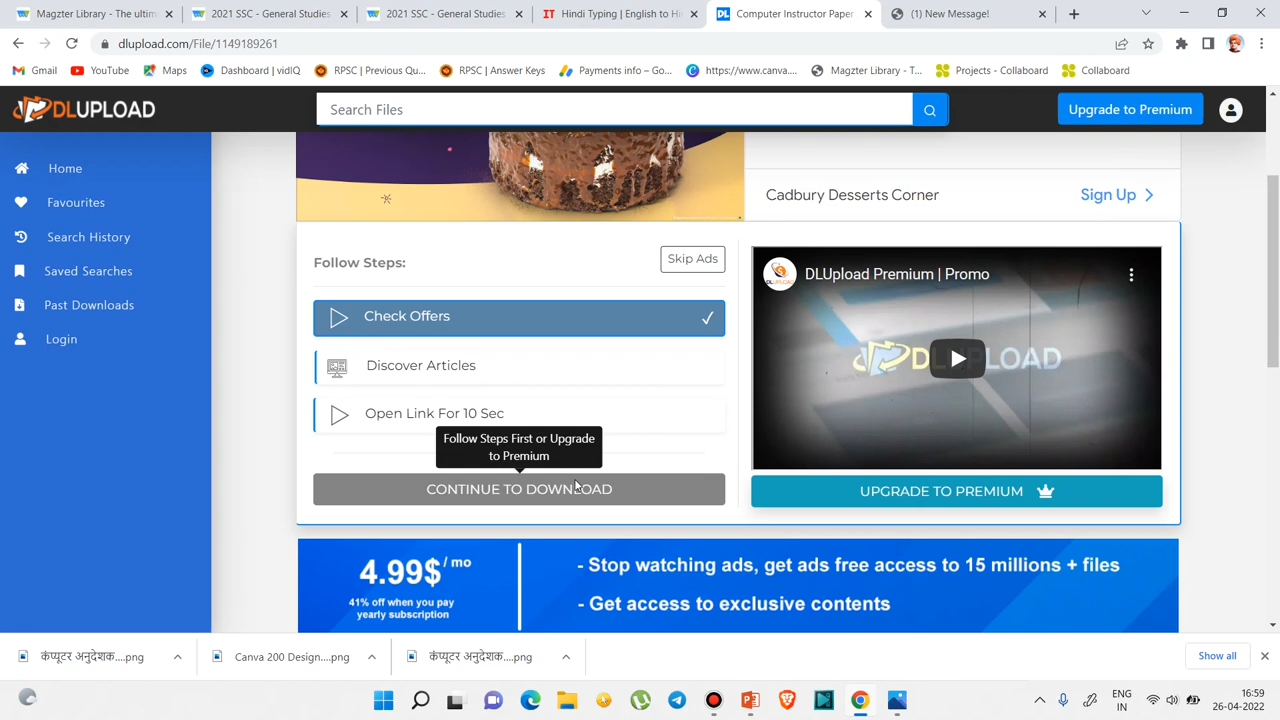 Magzter Library - The ultim
2021 SSC - General Studies
2021 SSC - General Studies
Hindi Typing | English to Hi
Computer Instructor Paper
(1) New Message!
dlupload.com/File/1149189261
Gmail
YouTube
Maps
Dashboard | vidIQ
RPSC | Previous Qu...
RPSC | Answer Keys
Payments info – Go...
https://www.canva....
Magzter Library - T...
Projects - Collaboard
Collaboard
DLUPLOAD
Search Files
Upgrade to Premium
Home
Favourites
Search History
Saved Searches
Past Downloads
Login
Cadbury Desserts Corner
Sign Up
Follow Steps:
Skip Ads
Check Offers
Discover Articles
Open Link For 10 Sec
Follow Steps First or Upgrade
to Premium
CONTINUE TO DOWNLOAD
DLUpload Premium | Promo
DLUPLOAD
UPGRADE TO PREMIUM
4.99$/mo
41% off when you pay
yearly subscription
- Stop watching ads, get ads free access to 15 millions + files
- Get access to exclusive contents
कंप्यूटर अनुदेशक....png
Canva 200 Design....png
कंप्यूटर अनुदेशक....png
Show all
ENG
IN
16:59
26-04-2022